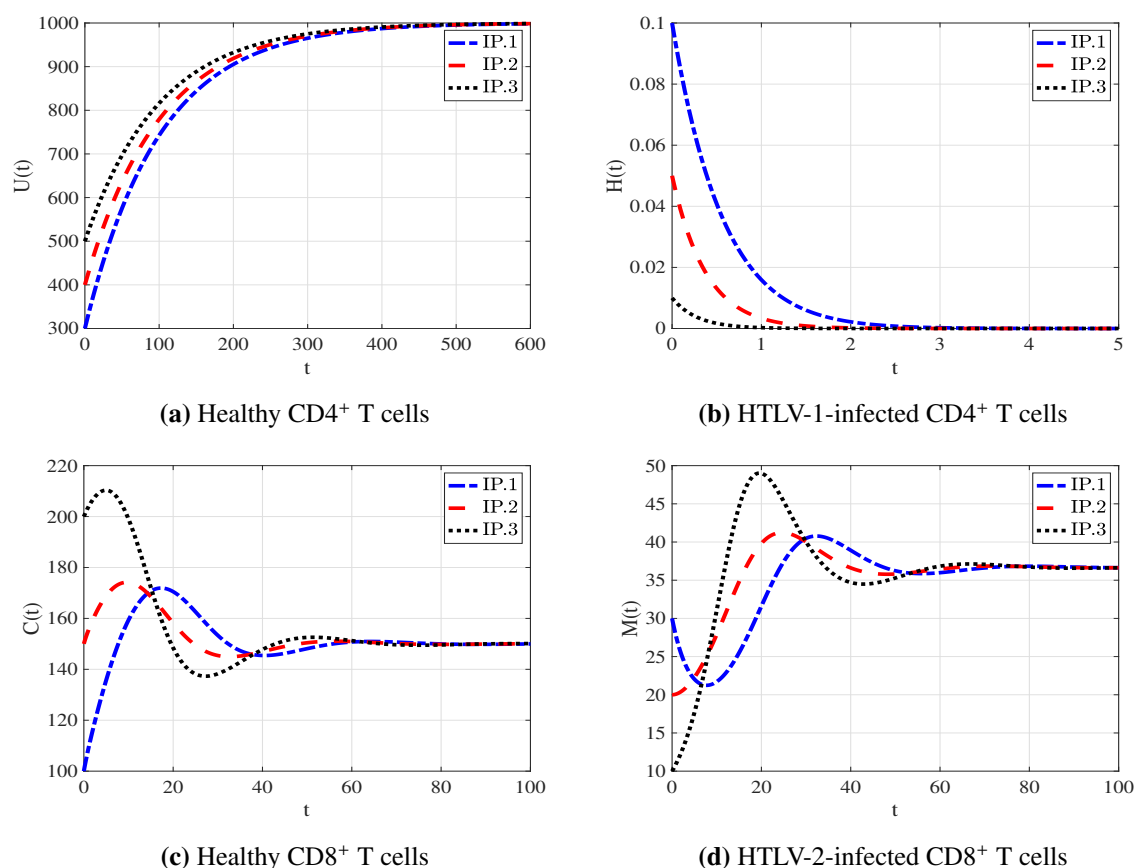 1000
900
800
700
600
500
400
300
U(t)
0 100 200 300 400 500 600
t
IP.1
IP.2
IP.3
(a) Healthy CD4⁺ T cells
0.1
0.08
0.06
0.04
0.02
0
H(t)
0 1 2 3 4 5
t
IP.1
IP.2
IP.3
(b) HTLV-1-infected CD4⁺ T cells
220
200
180
160
140
120
100
C(t)
0 20 40 60 80 100
t
IP.1
IP.2
IP.3
(c) Healthy CD8⁺ T cells
50
45
40
35
30
25
20
15
10
M(t)
0 20 40 60 80 100
t
IP.1
IP.2
IP.3
(d) HTLV-2-infected CD8⁺ T cells